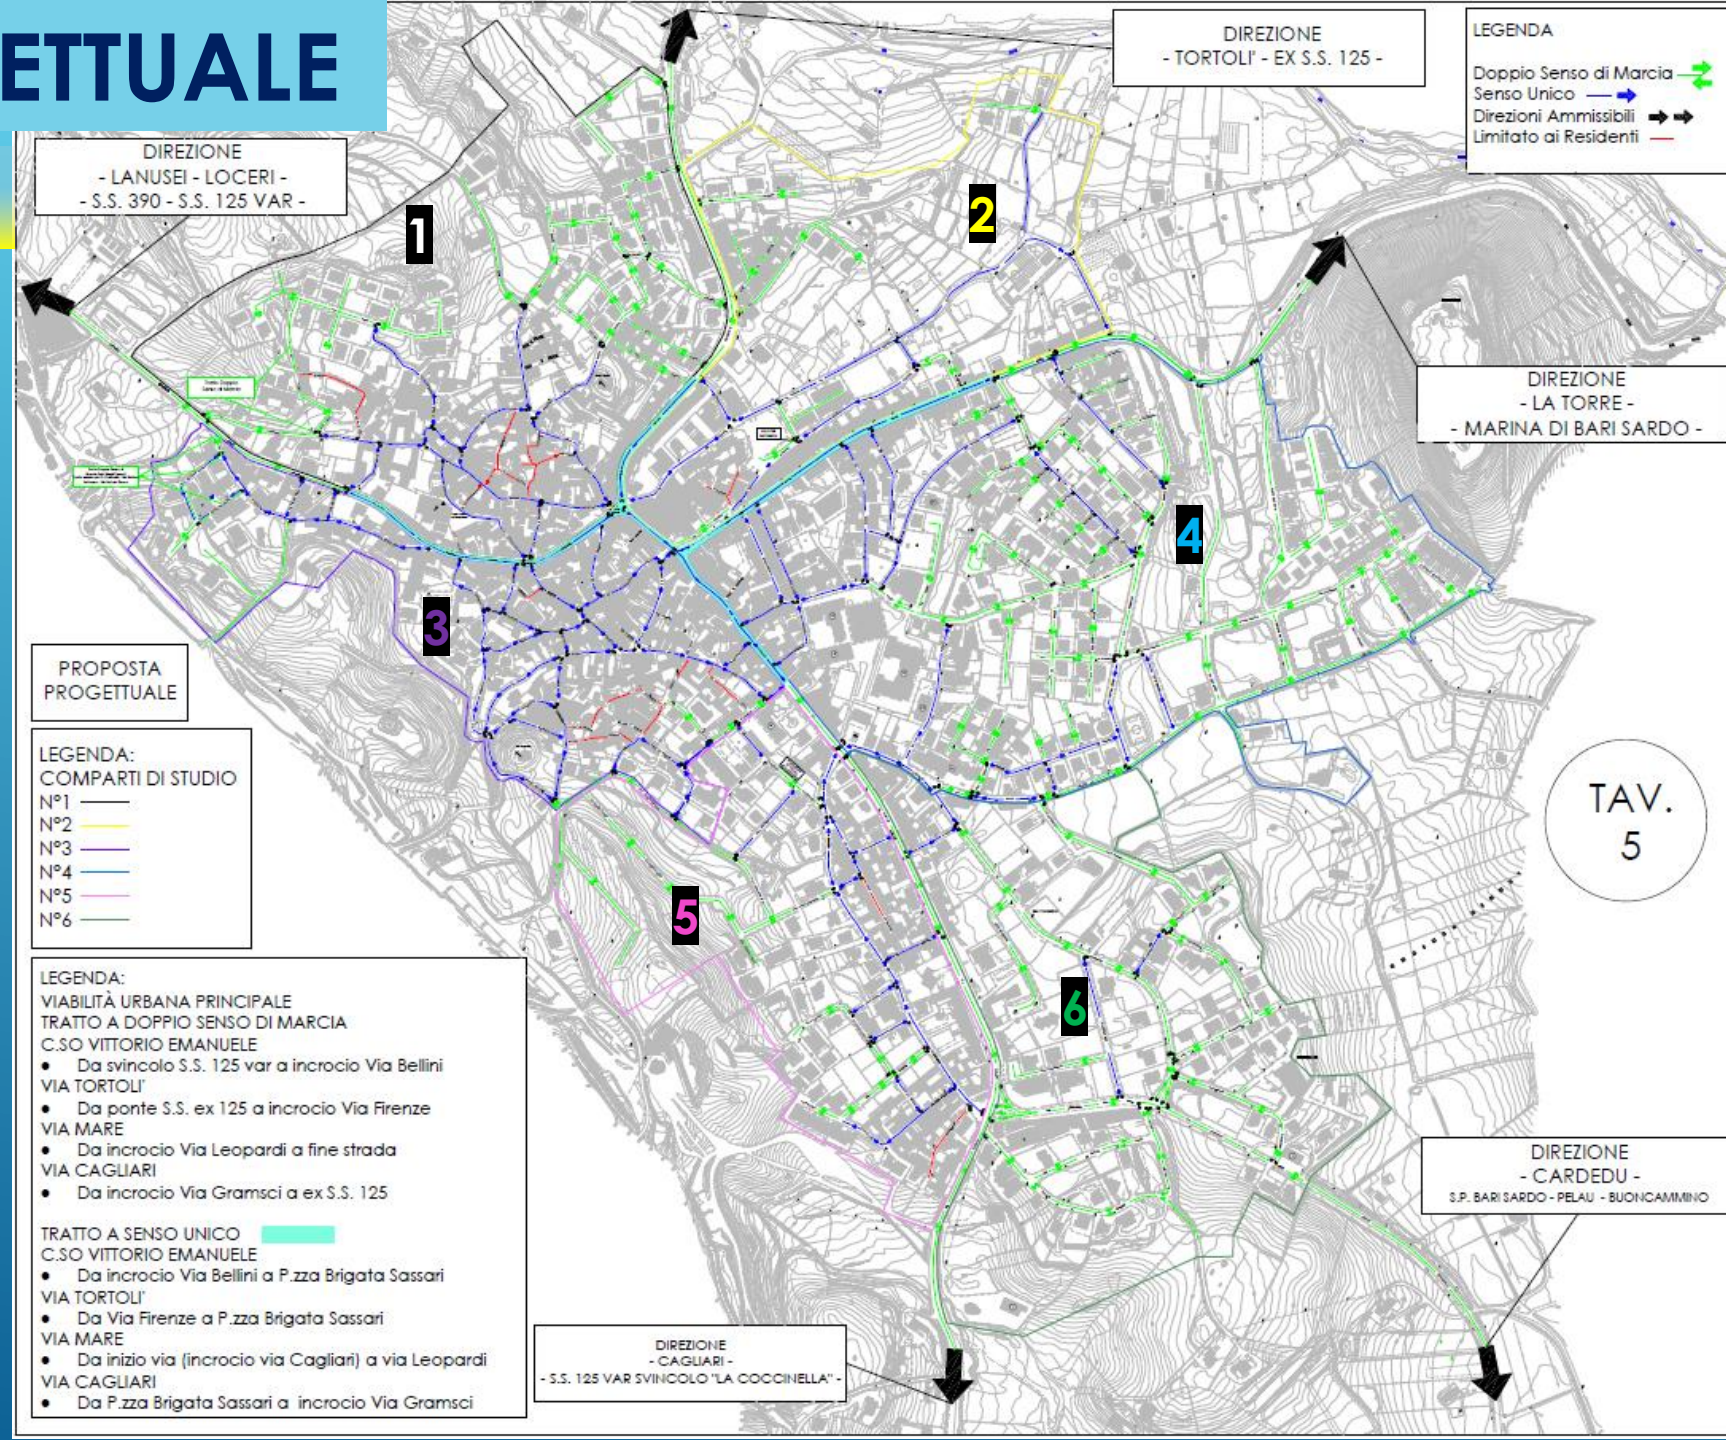 ETTUALE
DIREZIONE
- TORTOLI' - EX S.S. 125 -
LEGENDA
Doppio Senso di Marcia
Senso Unico
Direzioni Ammissibili
Limitato ai Residenti
DIREZIONE
- LANUSEI - LOCERI -
- S.S. 390 - S.S. 125 VAR -
1
2
DIREZIONE
- LA TORRE -
- MARINA DI BARI SARDO -
4
3
PROPOSTA
PROGETTUALE
LEGENDA:
COMPARTI DI STUDIO
N°1
N°2
N°3
N°4
N°5
N°6
TAV.
5
5
6
LEGENDA:
VIABILITÀ URBANA PRINCIPALE
TRATTO A DOPPIO SENSO DI MARCIA
C.SO VITTORIO EMANUELE
• Da svincolo S.S. 125 var a incrocio Via Bellini
VIA TORTOLI'
• Da ponte S.S. ex 125 a incrocio Via Firenze
VIA MARE
• Da incrocio Via Leopardi a fine strada
VIA CAGLIARI
• Da incrocio Via Gramsci a ex S.S. 125
TRATTO A SENSO UNICO
C.SO VITTORIO EMANUELE
• Da incrocio Via Bellini a P.zza Brigata Sassari
VIA TORTOLI'
• Da Via Firenze a P.zza Brigata Sassari
VIA MARE
• Da inizio via (incrocio via Cagliari) a via Leopardi
VIA CAGLIARI
• Da P.zza Brigata Sassari a incrocio Via Gramsci
DIREZIONE
- CAGLIARI -
- S.S. 125 VAR SVINCOLO "LA COCCINELLA" -
DIREZIONE
- CARDEDU -
S.P. BARI SARDO - PELAU - BUONCAMMINO